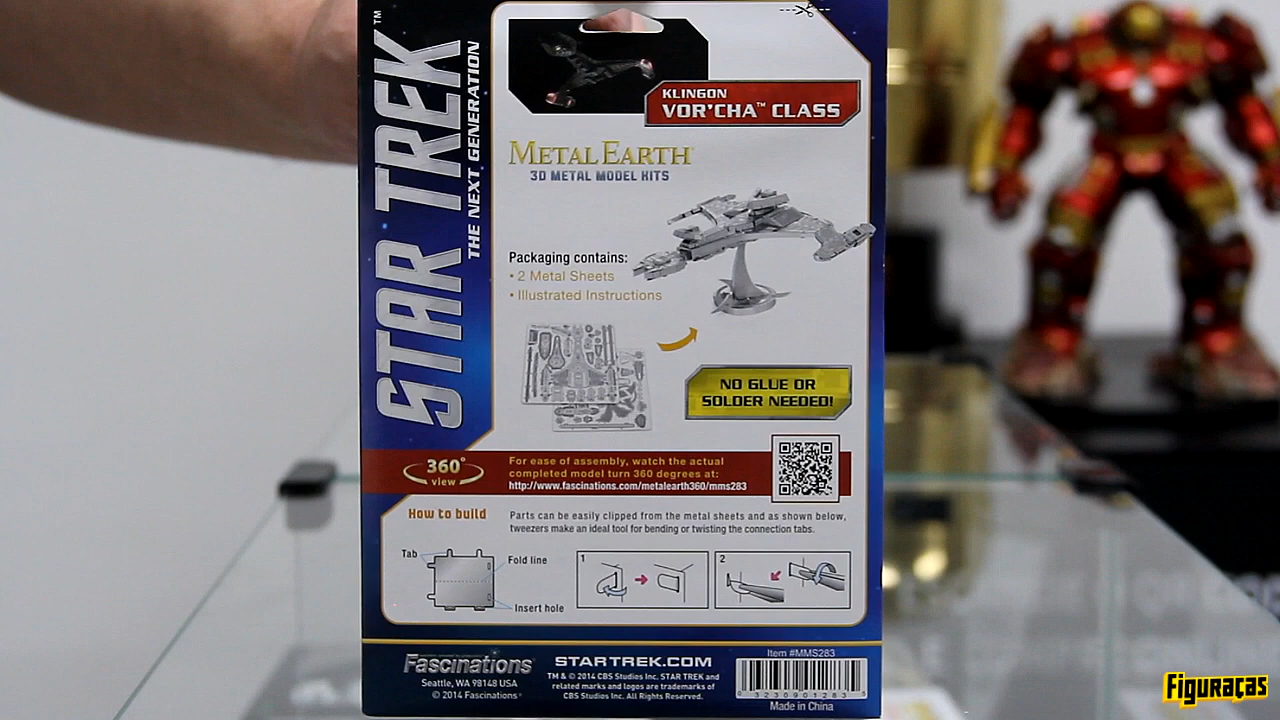 STAR TREK™
THE NEXT GENERATION
KLINGON
VOR'CHA™ CLASS
METAL EARTH
3D METAL MODEL KITS
Packaging contains:
• 2 Metal Sheets
• Illustrated Instructions
NO GLUE OR
SOLDER NEEDED!
360°
view
For ease of assembly, watch the actual
completed model turn 360 degrees at:
http://www.fascinations.com/metalearth360/mms283
How to build
Parts can be easily clipped from the metal sheets and as shown below,
tweezers make an ideal tool for bending or twisting the connection tabs.
Tab
Fold line
Insert hole
1
2
Fascinations
Seattle, WA 98148 USA
© 2014 Fascinations
STARTREK.COM
TM & © 2014 CBS Studios Inc. STAR TREK and
related marks and logos are trademarks of
CBS Studios Inc. All Rights Reserved.
Item #MMS283
0 32309 01283 5
Made in China
Figuraças